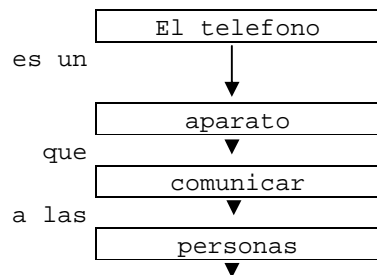 El telefono
es un
aparato
que
comunicar
a las
personas